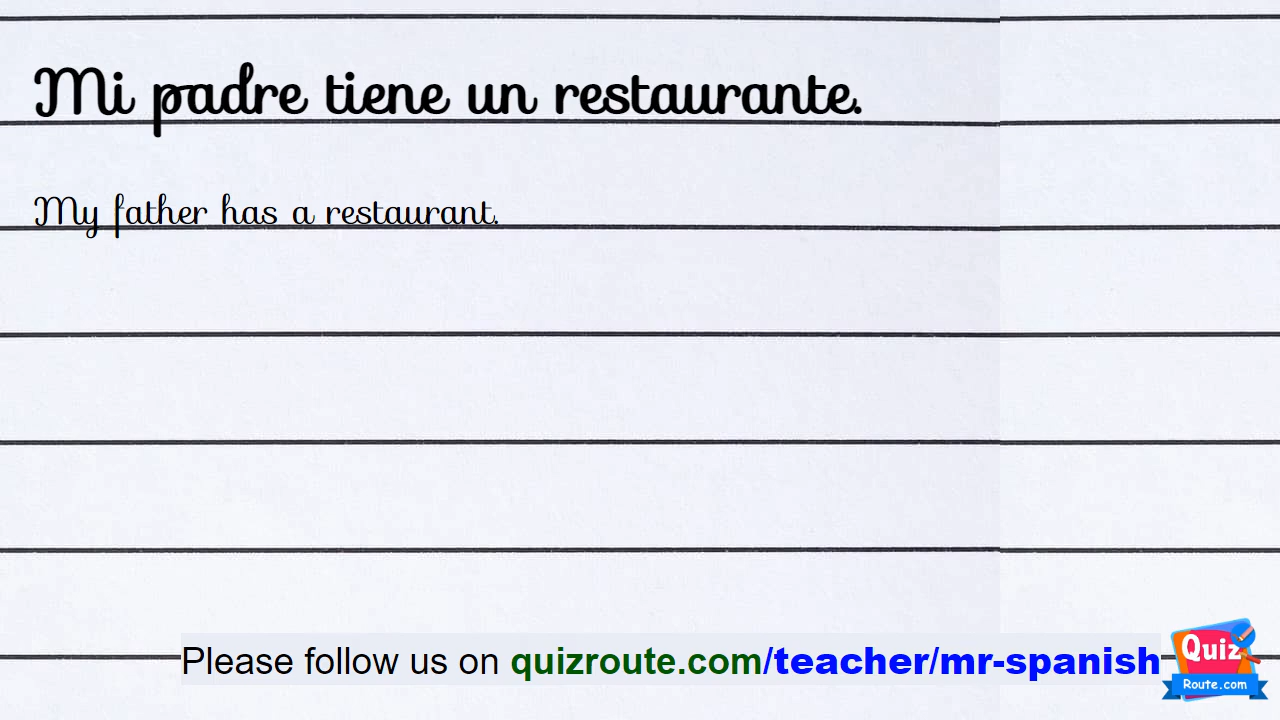 Mi padre tiene un restaurante.
My father has a restaurant.
Please follow us on quizroute.com/teacher/mr-spanish
Quiz
Route.com